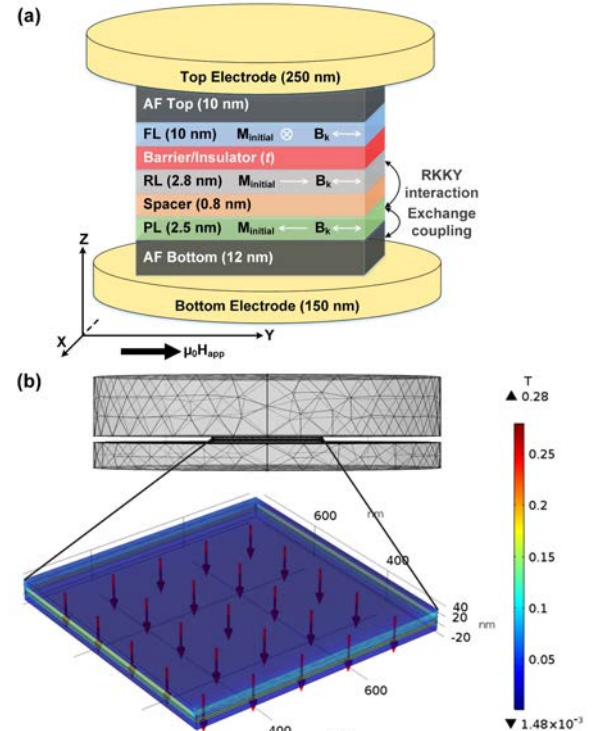 (a)
Top Electrode (250 nm)
AF Top (10 nm)
FL (10 nm) Minitial ⊗ Bk
Barrier/Insulator (t)
RL (2.8 nm) Minitial Bk
Spacer (0.8 nm)
PL (2.5 nm) Minitial Bk
AF Bottom (12 nm)
Bottom Electrode (150 nm)
RKKY
interaction
Exchange
coupling
Z
X
Y
μ₀Happ
(b)
T
▲ 0.28
0.25
0.2
0.15
0.1
0.05
▼ 1.48×10⁻³
600
nm
400
40
20
-20
nm
600
400